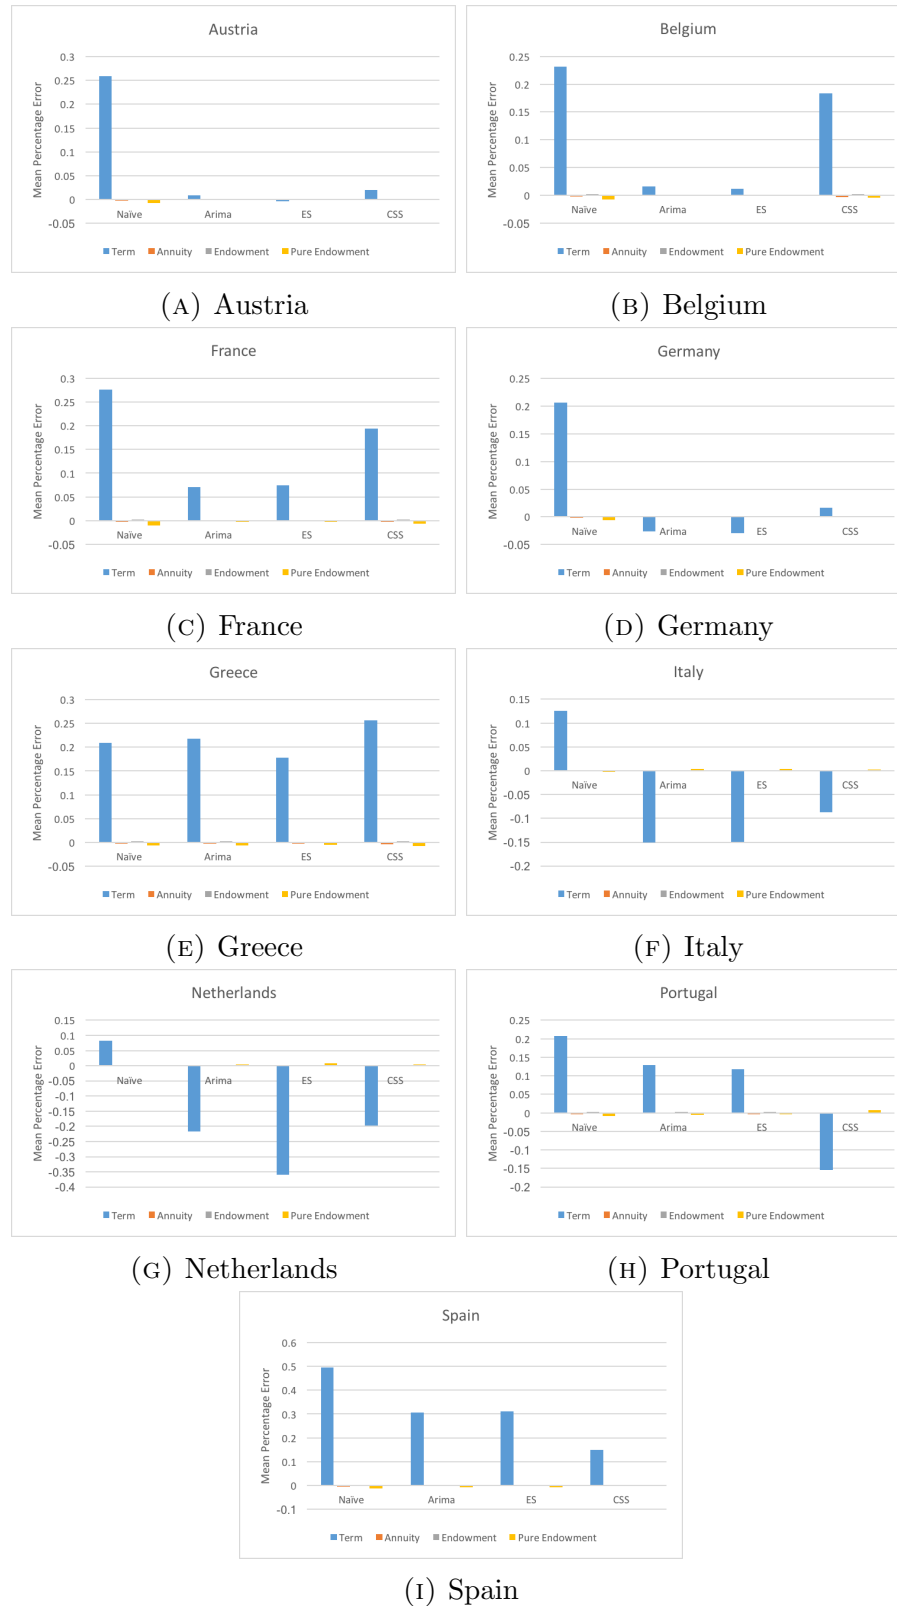 Austria
Mean Percentage Error
0.3
0.25
0.2
0.15
0.1
0.05
0
-0.05
Naïve Arima ES CSS
Term Annuity Endowment Pure Endowment
(A) Austria
Belgium
Mean Percentage Error
0.25
0.2
0.15
0.1
0.05
0
-0.05
Naïve Arima ES CSS
Term Annuity Endowment Pure Endowment
(B) Belgium
France
Mean Percentage Error
0.3
0.25
0.2
0.15
0.1
0.05
0
-0.05
Naïve Arima ES CSS
Term Annuity Endowment Pure Endowment
(C) France
Germany
Mean Percentage Error
0.25
0.2
0.15
0.1
0.05
0
-0.05
Naïve Arima ES CSS
Term Annuity Endowment Pure Endowment
(D) Germany
Greece
Mean Percentage Error
0.3
0.25
0.2
0.15
0.1
0.05
0
-0.05
Naïve Arima ES CSS
Term Annuity Endowment Pure Endowment
(E) Greece
Italy
Mean Percentage Error
0.15
0.1
0.05
0
-0.05
-0.1
-0.15
-0.2
Naïve Arima ES CSS
Term Annuity Endowment Pure Endowment
(F) Italy
Netherlands
Mean Percentage Error
0.15
0.1
0.05
0
-0.05
-0.1
-0.15
-0.2
-0.25
-0.3
-0.35
-0.4
Naïve Arima ES CSS
Term Annuity Endowment Pure Endowment
(G) Netherlands
Portugal
Mean Percentage Error
0.25
0.2
0.15
0.1
0.05
0
-0.05
-0.1
-0.15
-0.2
Naïve Arima ES CSS
Term Annuity Endowment Pure Endowment
(H) Portugal
Spain
Mean Percentage Error
0.6
0.5
0.4
0.3
0.2
0.1
0
-0.1
Naïve Arima ES CSS
Term Annuity Endowment Pure Endowment
(I) Spain